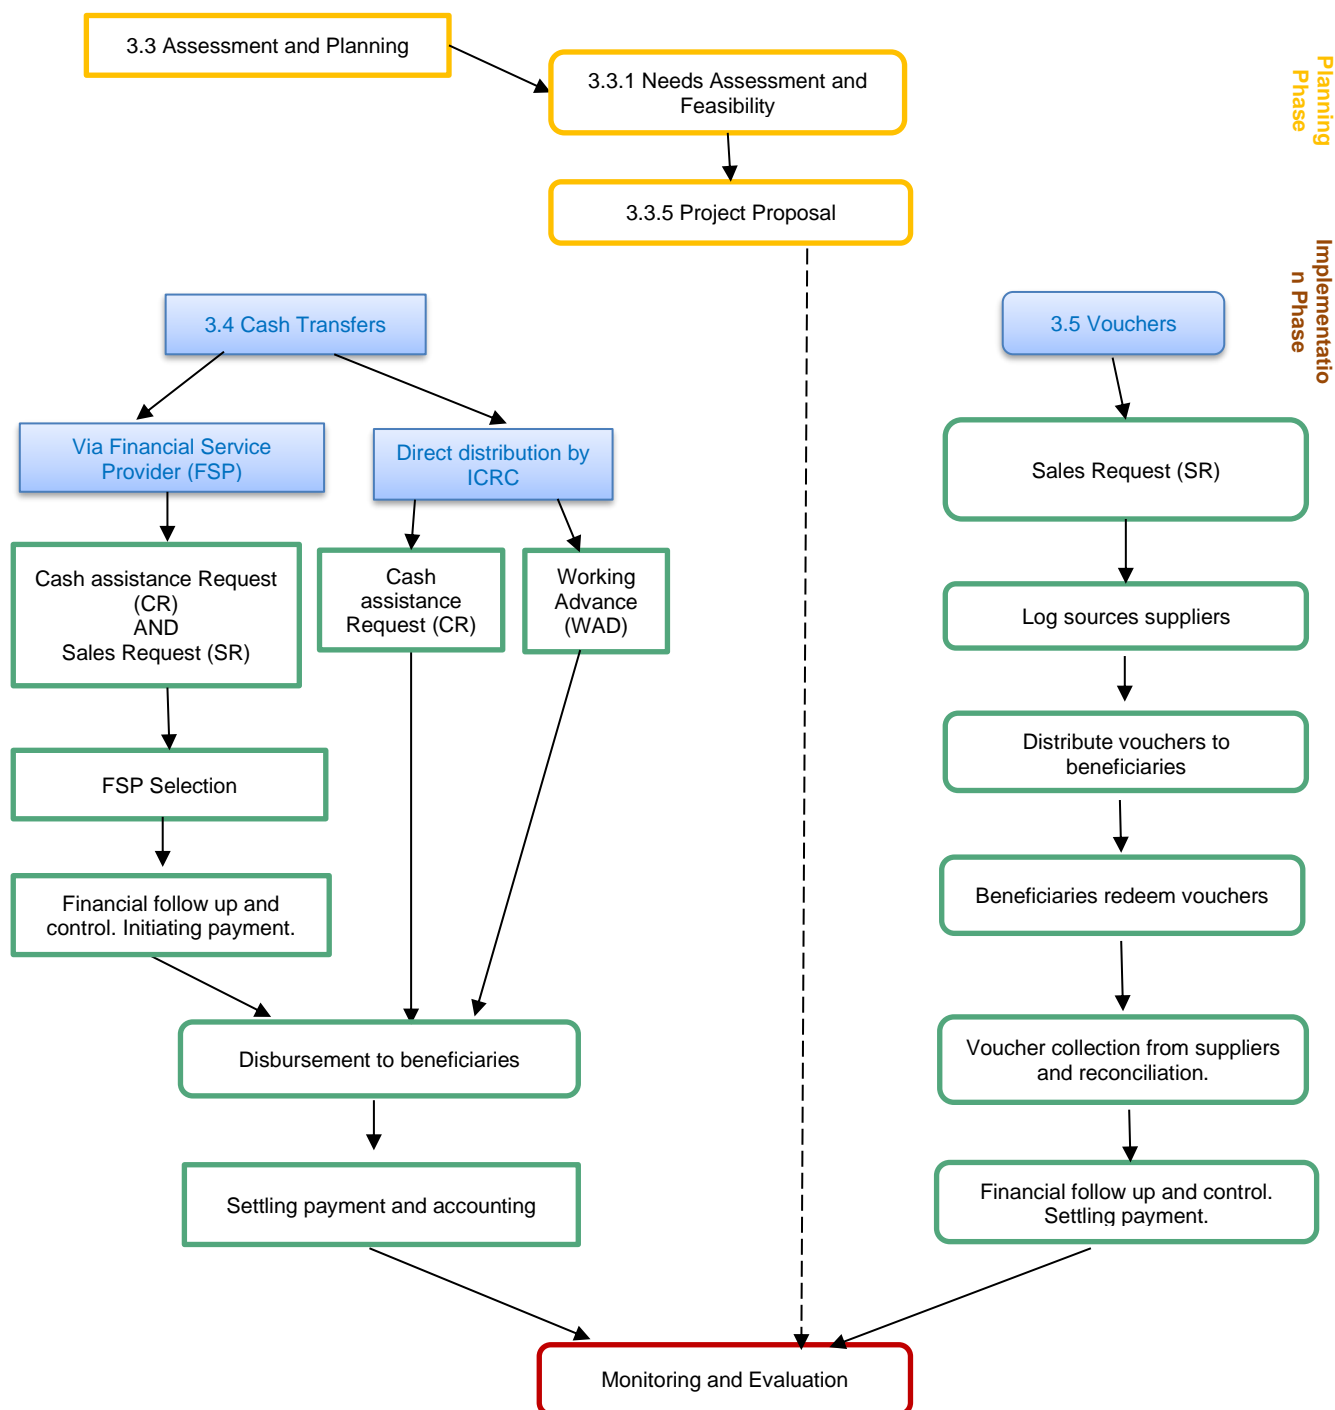 3.3 Assessment and Planning
3.3.1 Needs Assessment and
Feasibility
Planning
Phase
3.3.5 Project Proposal
Implementatio
n Phase
3.4 Cash Transfers
3.5 Vouchers
Via Financial Service
Provider (FSP)
Direct distribution by
ICRC
Sales Request (SR)
Cash assistance Request
(CR)
AND
Sales Request (SR)
Cash
assistance
Request (CR)
Working
Advance
(WAD)
Log sources suppliers
FSP Selection
Distribute vouchers to
beneficiaries
Financial follow up and
control. Initiating payment.
Beneficiaries redeem vouchers
Disbursement to beneficiaries
Voucher collection from suppliers
and reconciliation.
Settling payment and accounting
Financial follow up and control.
Settling payment.
Monitoring and Evaluation